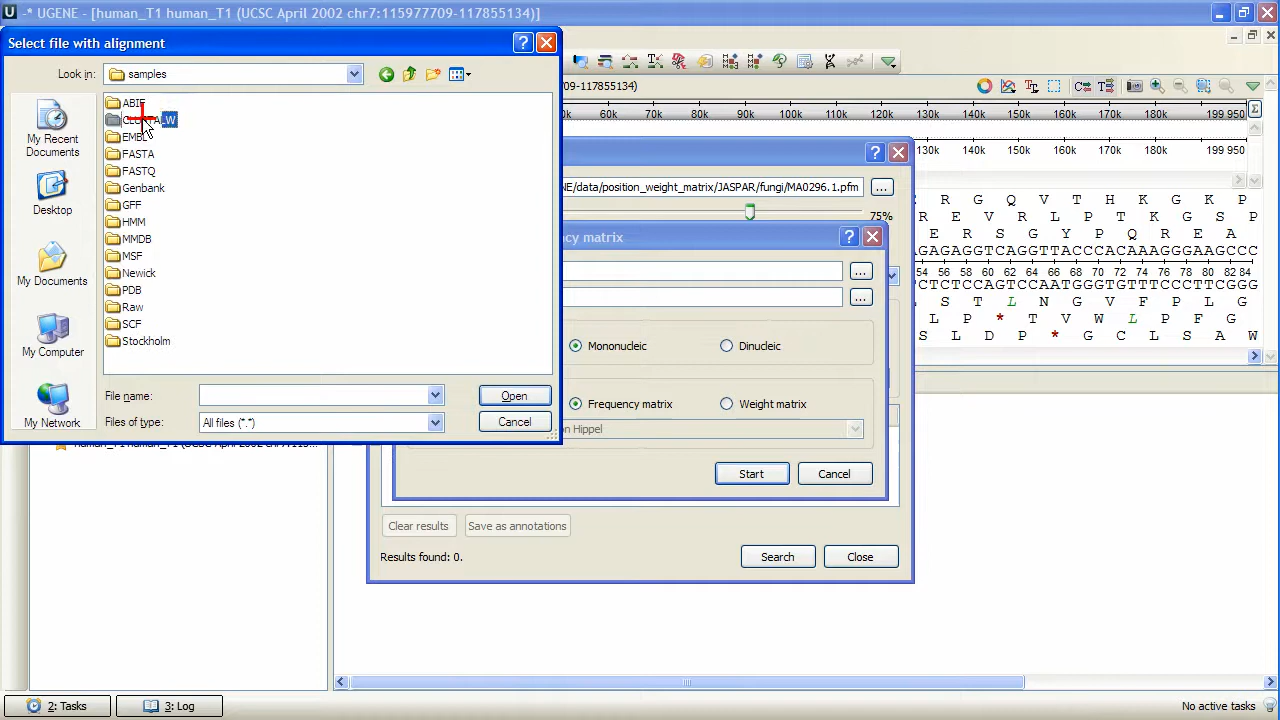 -* UGENE - [human_T1 human_T1 (UCSC April 2002 chr7:115977709-117855134)]
Select file with alignment
Look in: samples
09-117855134)
My Recent Documents
Desktop
My Documents
My Computer
My Network
ABIF
EMBL
FASTA
FASTQ
Genbank
GFF
HMM
MMDB
MSF
Newick
PDB
Raw
SCF
Stockholm
File name:
Open
Files of type: All files (*.*)
Cancel
110k 120k 130k 140k 150k 160k 170k 180k 199 950
130k 140k 150k 160k 170k 180k 199 950
NE/data/position_weight_matrix/JASPAR/fungi/MA0296.1.pfm ...
75%
cy matrix
...
...
Mononucleic Dinucleic
Frequency matrix Weight matrix
on Hippel
Start Cancel
R G Q V T H K G
R E V R L P Q R E P
E R S G Y P Q R E A
GAGAGGTCAGGTTACCCACAAAGGGAAGCCC
54 56 58 60 62 64 66 68 70 72 74 76 78 80 82 84
CTCTCCAGTCCAATGGGTGTTTCCCTTCGGG
S T L N G V F P L G
L P * T V W L P F G
S L D P * G C L S A W
Clear results Save as annotations
Results found: 0.
Search Close
2: Tasks 3: Log No active tasks